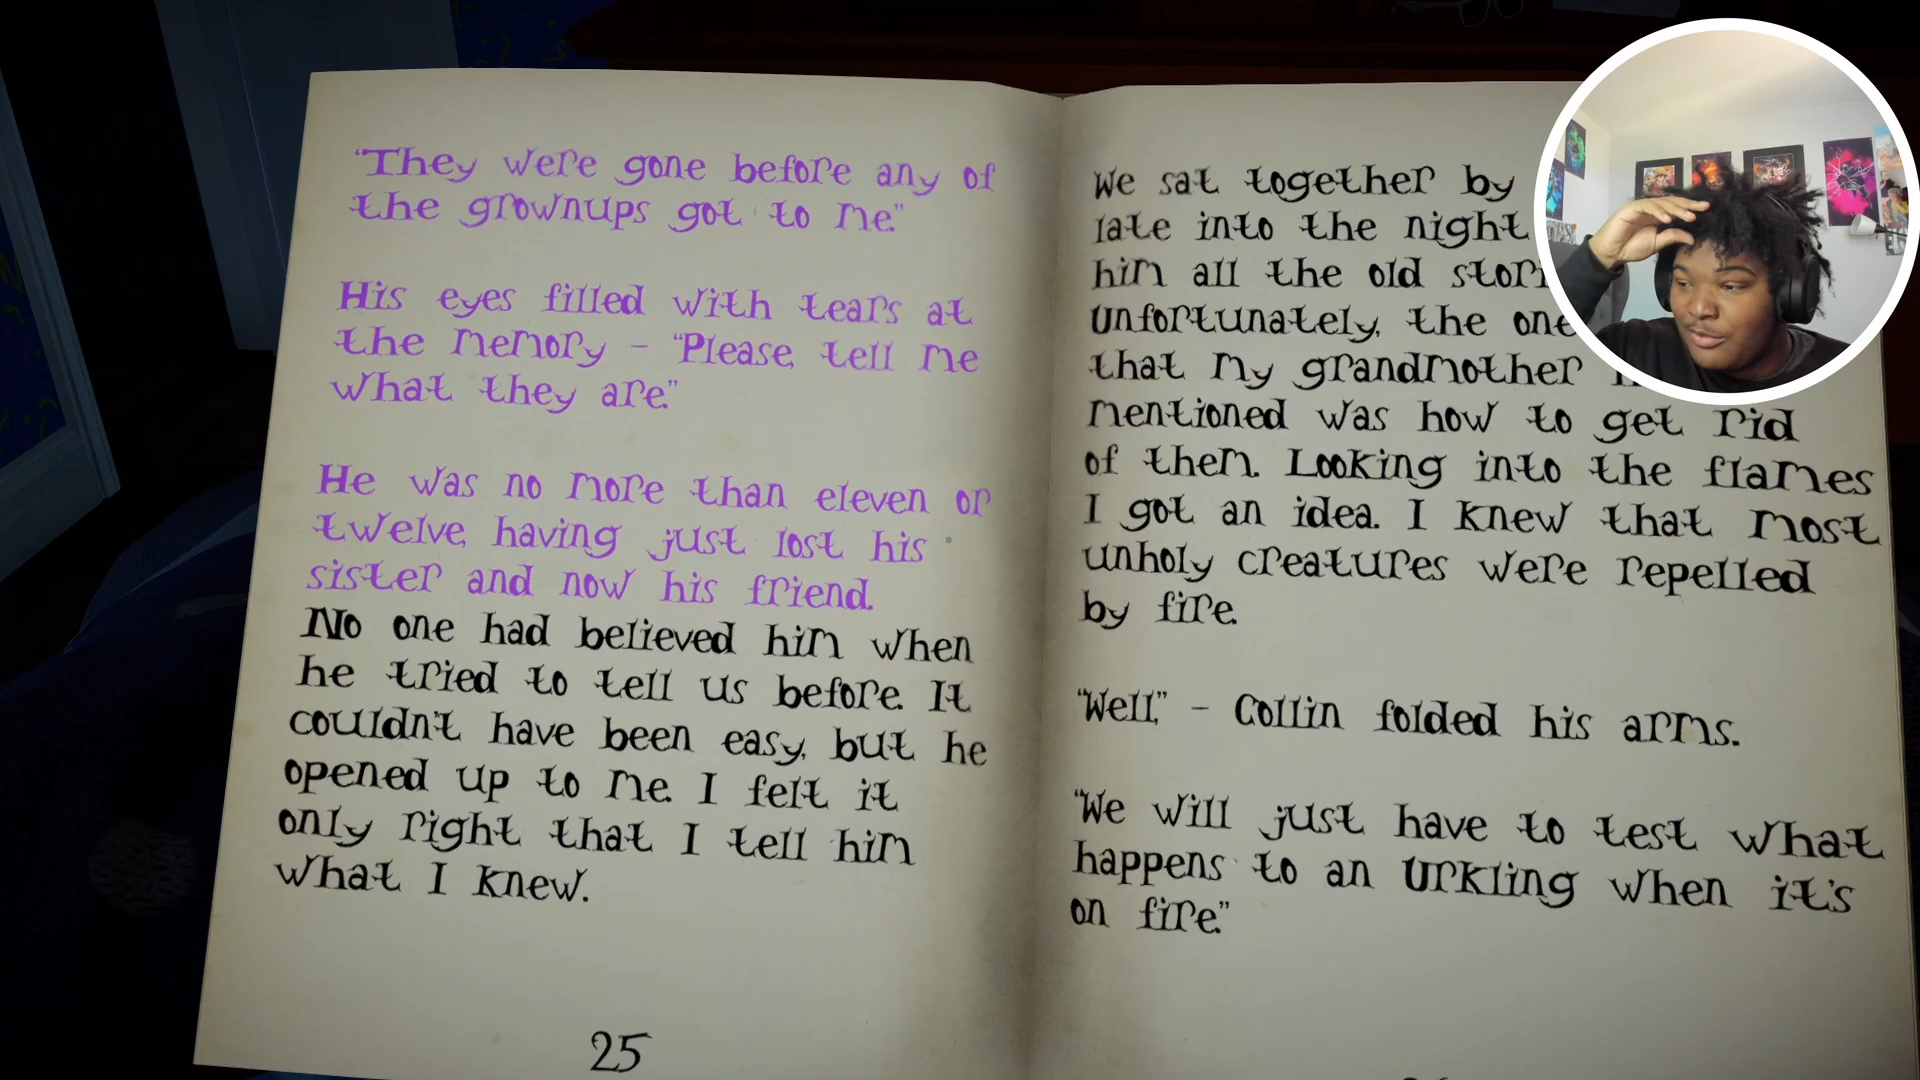 "They were gone before any of
the grownups got to me."
His eyes filled with tears at
the memory – "Please, tell me
what they are."
He was no more than eleven or
twelve, having just lost his
sister and now his friend.
No one had believed him when
he tried to tell us before. It
couldn't have been easy, but he
opened up to me. I felt it
only right that I tell him
what I knew.
25
We sat together by
late into the night
him all the old
Unfortunately, the one
that my grandmother
mentioned was how to get rid
of them. Looking into the flames
I got an idea. I knew that most
unholy creatures were repelled
by fire.
"Well," – Collin folded his arms.
"We will just have to test what
happens to an Urkling when it's
on fire."